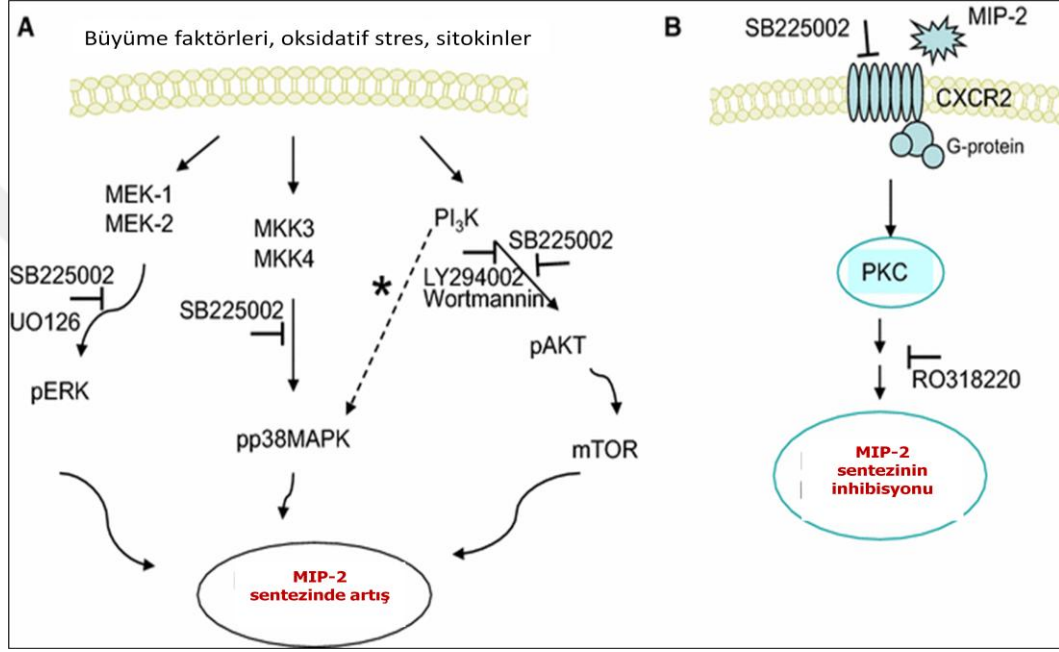 A
Büyüme faktörleri, oksidatif stres, sitokinler
MEK-1
MEK-2
MKK3
MKK4
PI3K
SB225002
UO126
SB225002
*
LY294002
Wortmannin
SB225002
pERK
pp38MAPK
pAKT
mTOR
MIP-2
sentezinde artış
B
SB225002
MIP-2
CXCR2
G-protein
PKC
RO318220
MIP-2
sentezinin
inhibisyonu